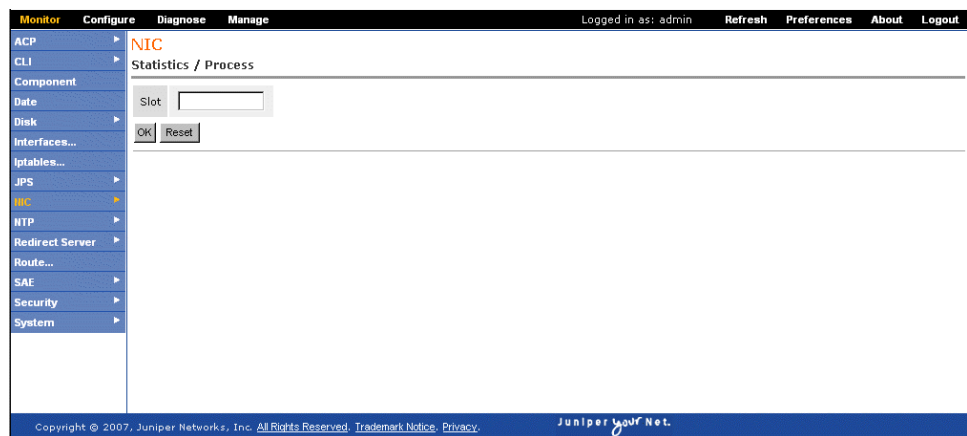 Monitor Configure Diagnose Manage Logged in as: admin Refresh Preferences About Logout
ACP
CLI
Component
Date
Disk
Interfaces...
Iptables...
JPS
NIC
NTP
Redirect Server
Route...
SAE
Security
System
NIC
Statistics / Process
Slot
OK Reset
Copyright © 2007, Juniper Networks, Inc. All Rights Reserved. Trademark Notice. Privacy.
Juniper your Net.